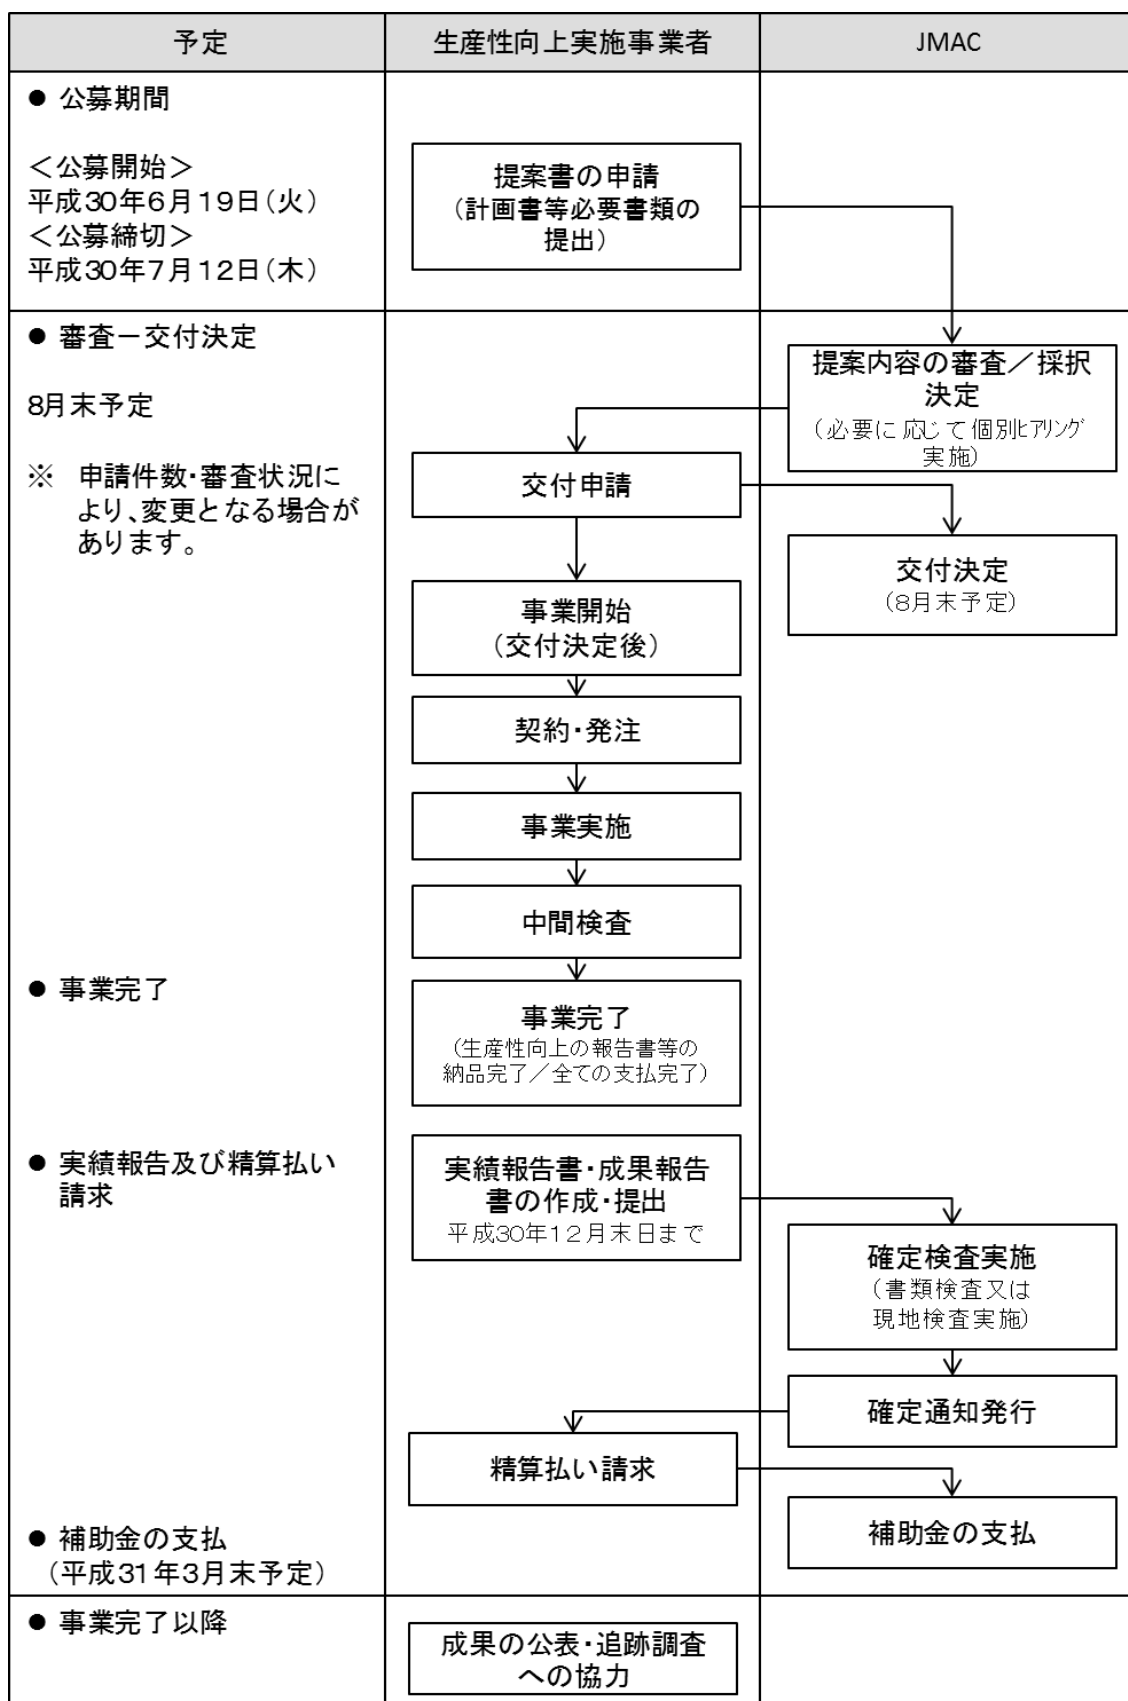 予定
生産性向上実施事業者
JMAC
● 公募期間
＜公募開始＞
平成30年6月19日(火)
＜公募締切＞
平成30年7月12日(木)
提案書の申請
(計画書等必要書類の
提出)
● 審査－交付決定
8月末予定
※ 申請件数・審査状況に
より、変更となる場合が
あります。
提案内容の審査／採択
決定
(必要に応じて個別ﾋｱﾘﾝｸﾞ
実施)
交付申請
交付決定
(8月末予定)
事業開始
(交付決定後)
契約・発注
事業実施
中間検査
● 事業完了
事業完了
(生産性向上の報告書等の
納品完了／全ての支払完了)
● 実績報告及び精算払い
請求
実績報告書・成果報告
書の作成・提出
平成30年12月末日まで
確定検査実施
(書類検査又は
現地検査実施)
確定通知発行
精算払い請求
補助金の支払
● 補助金の支払
(平成31年3月末予定)
● 事業完了以降
成果の公表・追跡調査
への協力